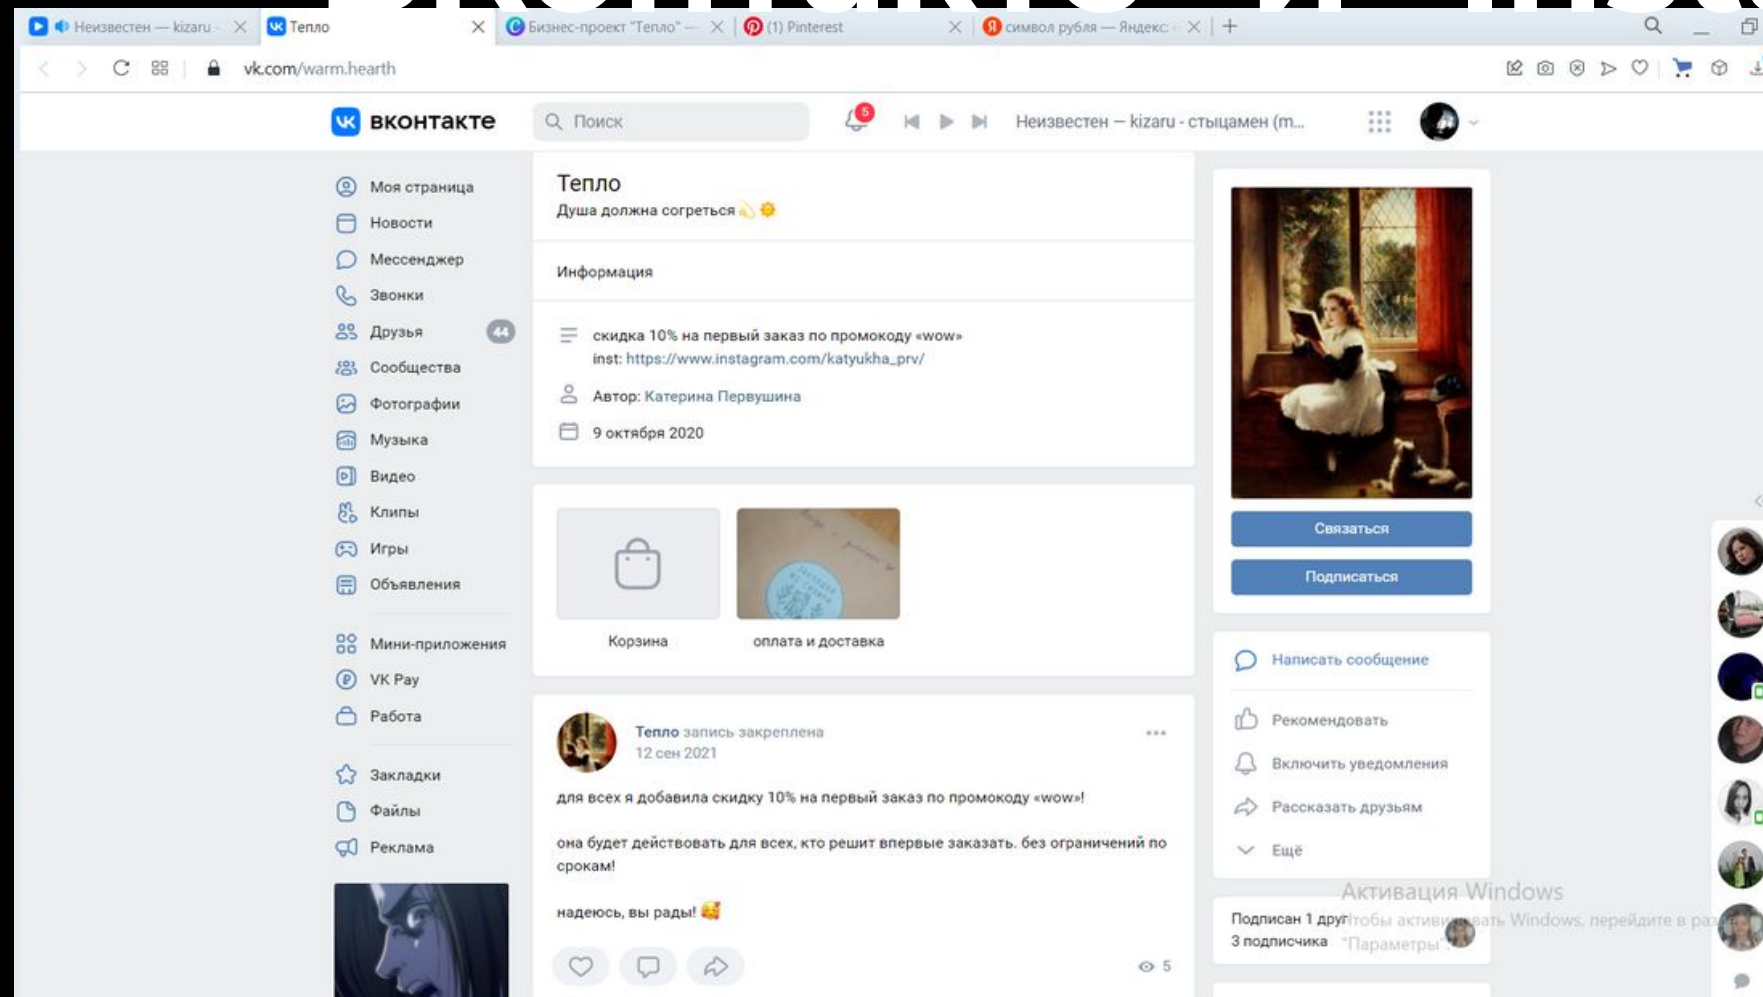 Неизвестен — kizaru -
Тепло
Бизнес-проект "Тепло" —
(1) Pinterest
символ рубля — Яндекс:
vk.com/warm.hearth
вконтакте
Поиск
5
Неизвестен — kizaru - стыцамен (m...
Моя страница
Новости
Мессенджер
Звонки
Друзья
44
Сообщества
Фотографии
Музыка
Видео
Клипы
Игры
Объявления
Мини-приложения
VK Pay
Работа
Закладки
Файлы
Реклама
Тепло
Душа должна согреться
Информация
скидка 10% на первый заказ по промокоду «wow»
inst: https://www.instagram.com/katyukha_prv/
Автор: Катерина Первушина
9 октября 2020
Корзина
оплата и доставка
Тепло запись закреплена
12 сен 2021
для всех я добавила скидку 10% на первый заказ по промокоду «wow»!
она будет действовать для всех, кто решит впервые заказать. без ограничений по
срокам!
надеюсь, вы рады!
5
Связаться
Подписаться
Написать сообщение
Рекомендовать
Включить уведомления
Рассказать друзьям
Ещё
Подписан 1 друг
3 подписчика
Активация Windows
Чтобы активировать Windows, перейдите в
"Параметры".